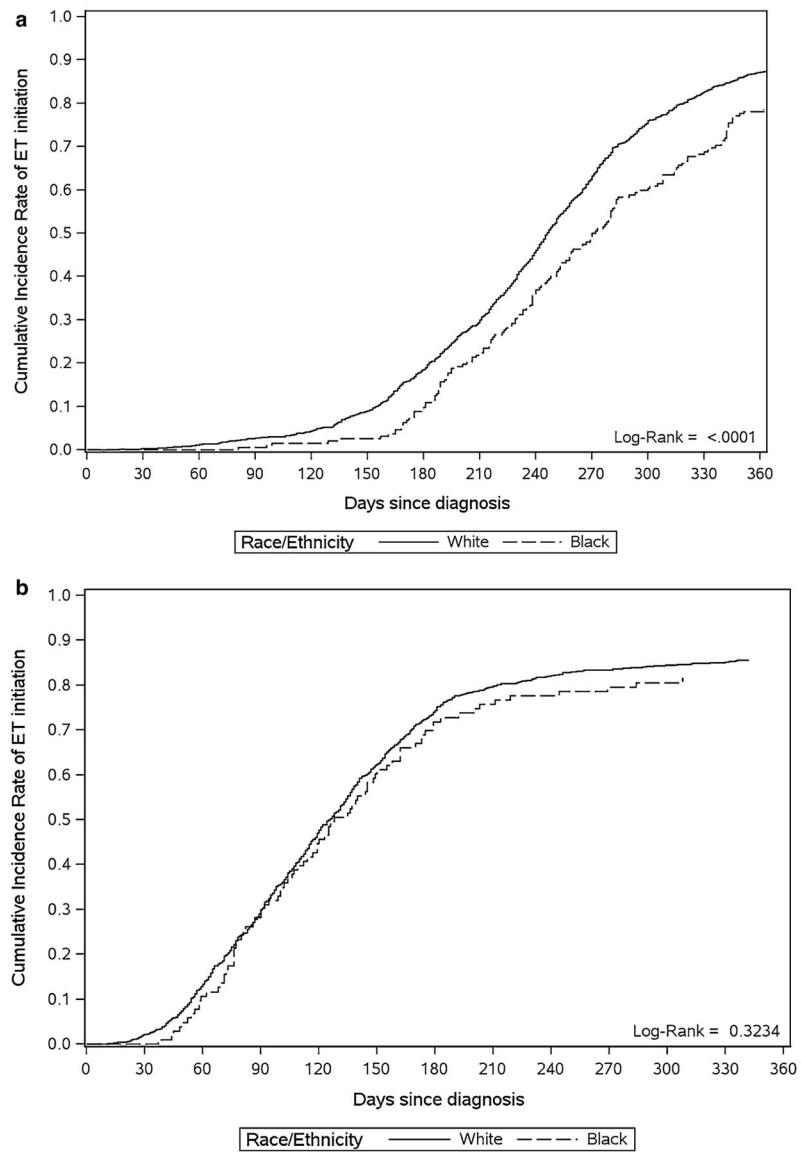 a
Cumulative Incidence Rate of ET initiation
1.0
0.9
0.8
0.7
0.6
0.5
0.4
0.3
0.2
0.1
0.0
Log-Rank = <.0001
0 30 60 90 120 150 180 210 240 270 300 330 360
Days since diagnosis
Race/Ethnicity White Black
b
Cumulative Incidence Rate of ET initiation
1.0
0.9
0.8
0.7
0.6
0.5
0.4
0.3
0.2
0.1
0.0
Log-Rank = 0.3234
0 30 60 90 120 150 180 210 240 270 300 330 360
Days since diagnosis
Race/Ethnicity White Black